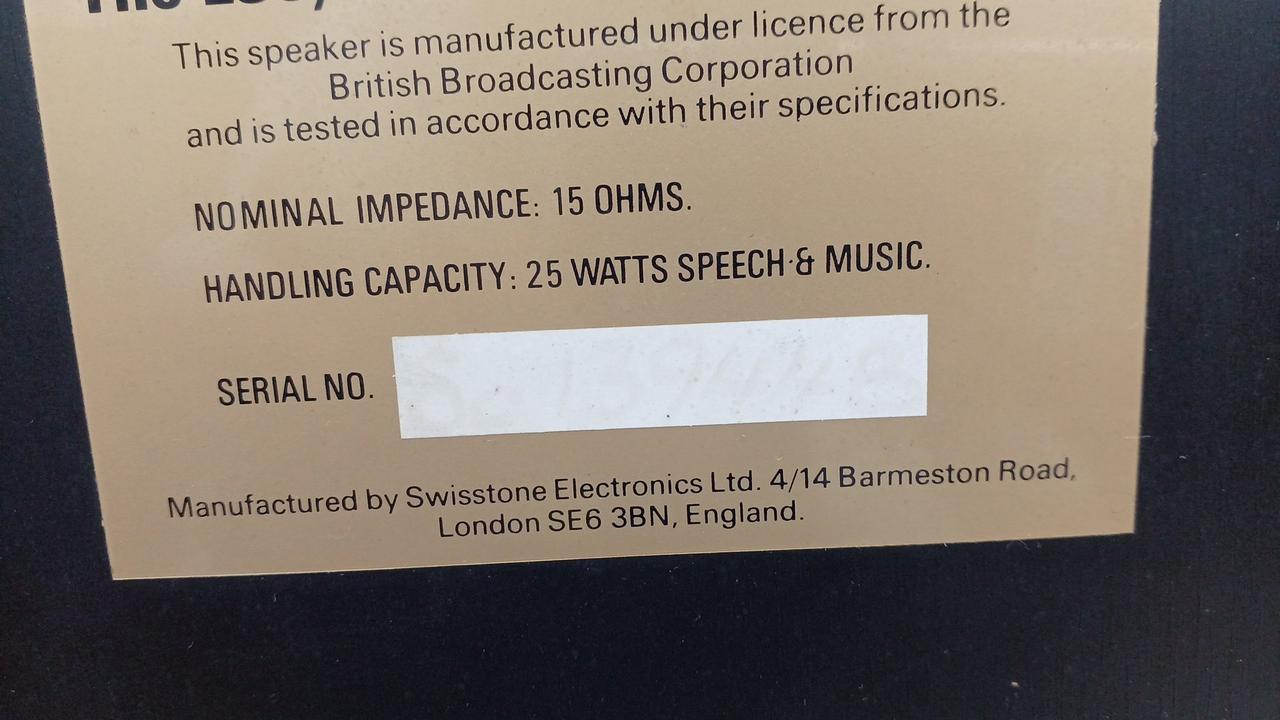 The
This speaker is manufactured under licence from the
British Broadcasting Corporation
and is tested in accordance with their specifications.
NOMINAL IMPEDANCE: 15 OHMS.
HANDLING CAPACITY: 25 WATTS SPEECH & MUSIC.
SERIAL NO.
Manufactured by Swisstone Electronics Ltd. 4/14 Barmeston Road,
London SE6 3BN, England.